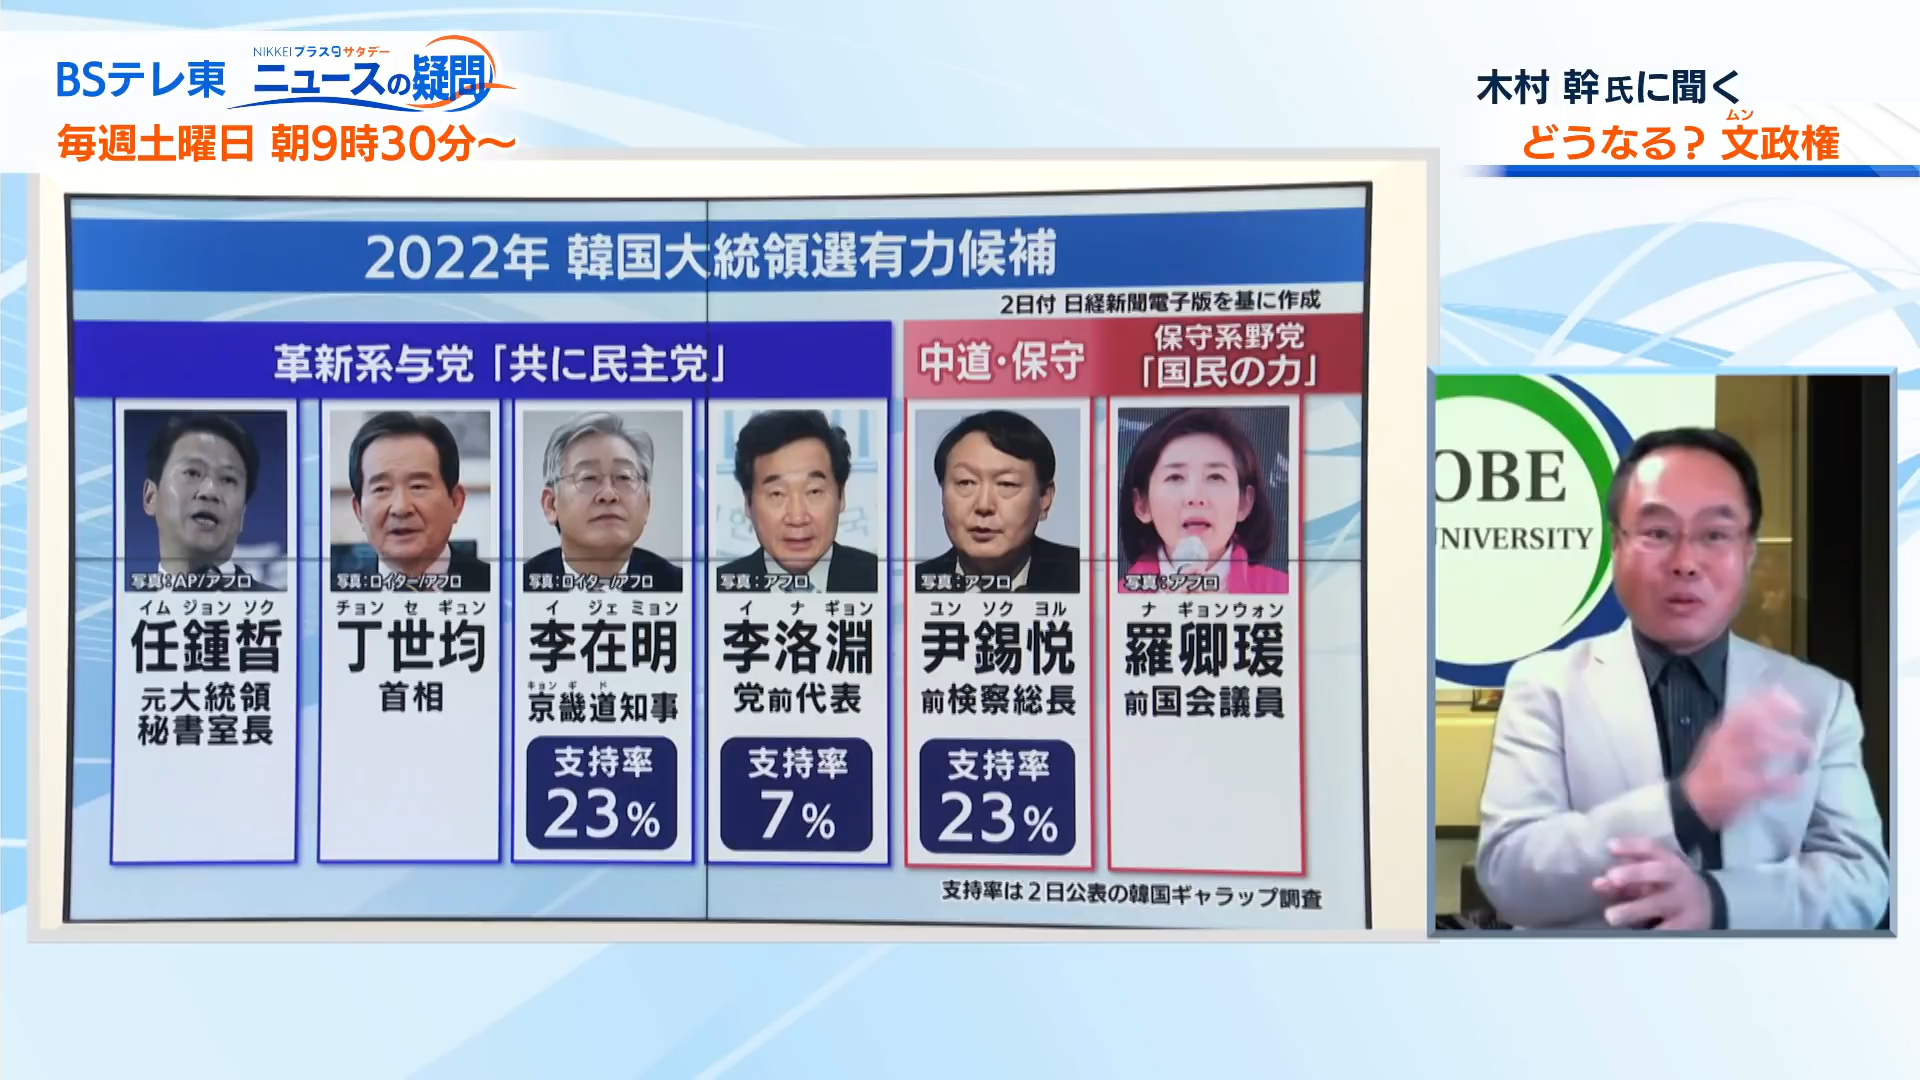 BSテレ東
NIKKEIプラス9サタデー
ニュースの疑問
毎週土曜日 朝9時30分～
木村 幹氏に聞く
どうなる？ 文政権
ムン
2022年 韓国大統領選有力候補
2日付 日経新聞電子版を基に作成
革新系与党「共に民主党」
中道・保守
保守系野党
「国民の力」
写真：AP/アフロ
イム ジョン ソク
任鍾晳
元大統領
秘書室長
写真：ロイター/アフロ
チョン セ ギュン
丁世均
首相
写真：ロイター/アフロ
イ ジェ ミョン
李在明
キョン ギ ド
京畿道知事
支持率
23%
写真：アフロ
イ ナ ギョン
李洛淵
党前代表
支持率
7%
写真：アフロ
ユン ソク ヨル
尹錫悦
前検察総長
支持率
23%
写真：アフロ
ナ ギョンウォン
羅卿瑗
前国会議員
支持率は2日公表の韓国ギャラップ調査
OBE
UNIVERSITY